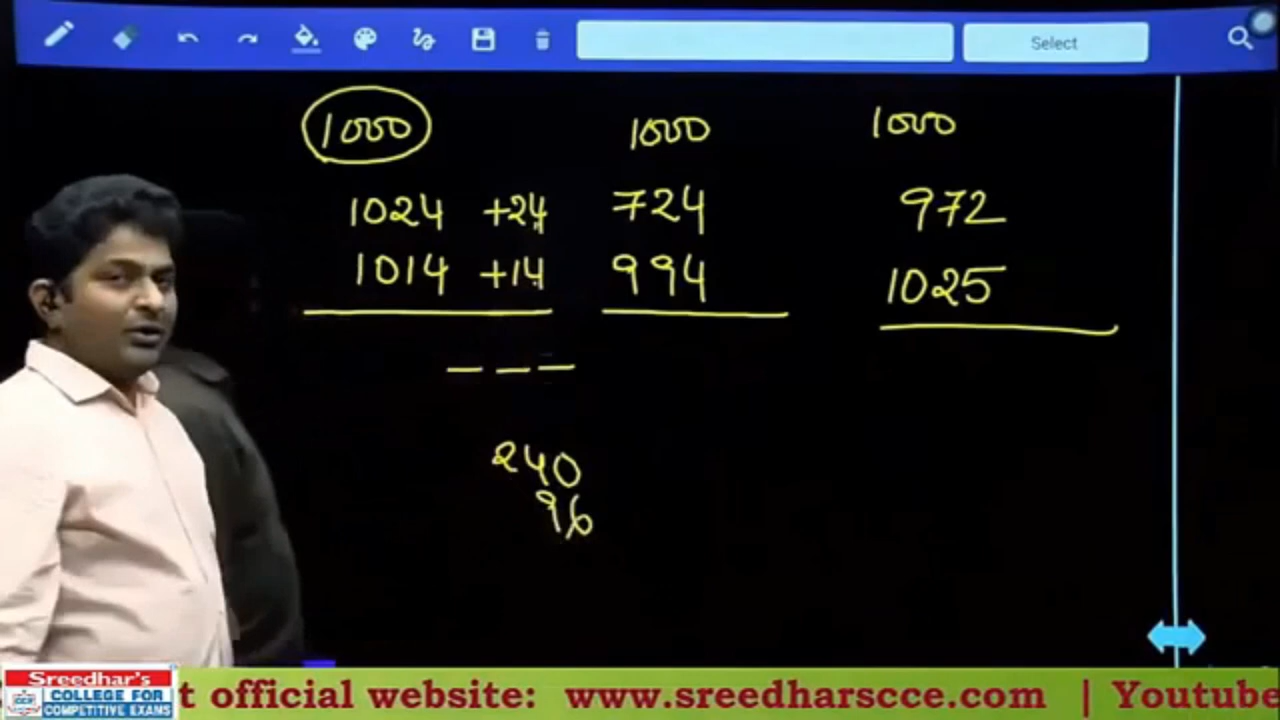 Select
1000 1000 1000
1024 +24 724 972
1014 +14 994 1025
240
96
Sreedhar's
CCE
COLLEGE FOR
COMPETITIVE EXAMS
t official website: www.sreedharscce.com | Youtube